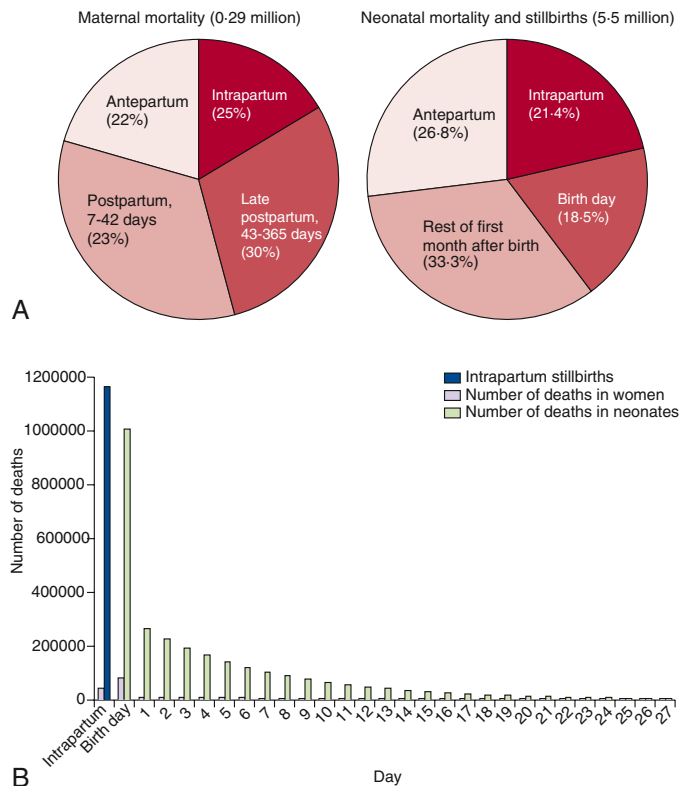 Maternal mortality (0·29 million)
Antepartum
(22%)
Intrapartum
(25%)
Postpartum,
7-42 days
(23%)
Late
postpartum,
43-365 days
(30%)
Neonatal mortality and stillbirths (5·5 million)
Antepartum
(26·8%)
Intrapartum
(21·4%)
Birth day
(18·5%)
Rest of first
month after birth
(33·3%)
A
Intrapartum stillbirths
Number of deaths in women
Number of deaths in neonates
Number of deaths
1200000
1000000
800000
600000
400000
200000
0
Intrapartum
Birth day
1
2
3
4
5
6
7
8
9
10
11
12
13
14
15
16
17
18
19
20
21
22
23
24
25
26
27
Day
B